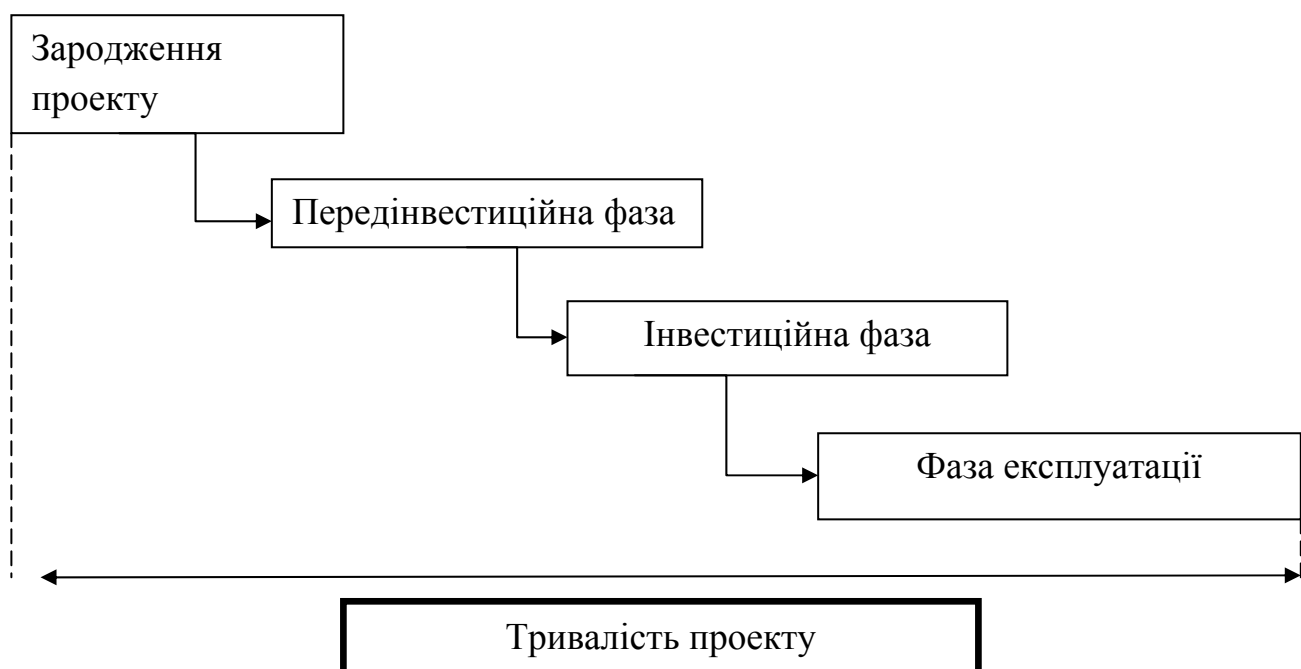 Зародження
проекту
Передінвестиційна фаза
Інвестиційна фаза
Фаза експлуатації
Тривалість проекту